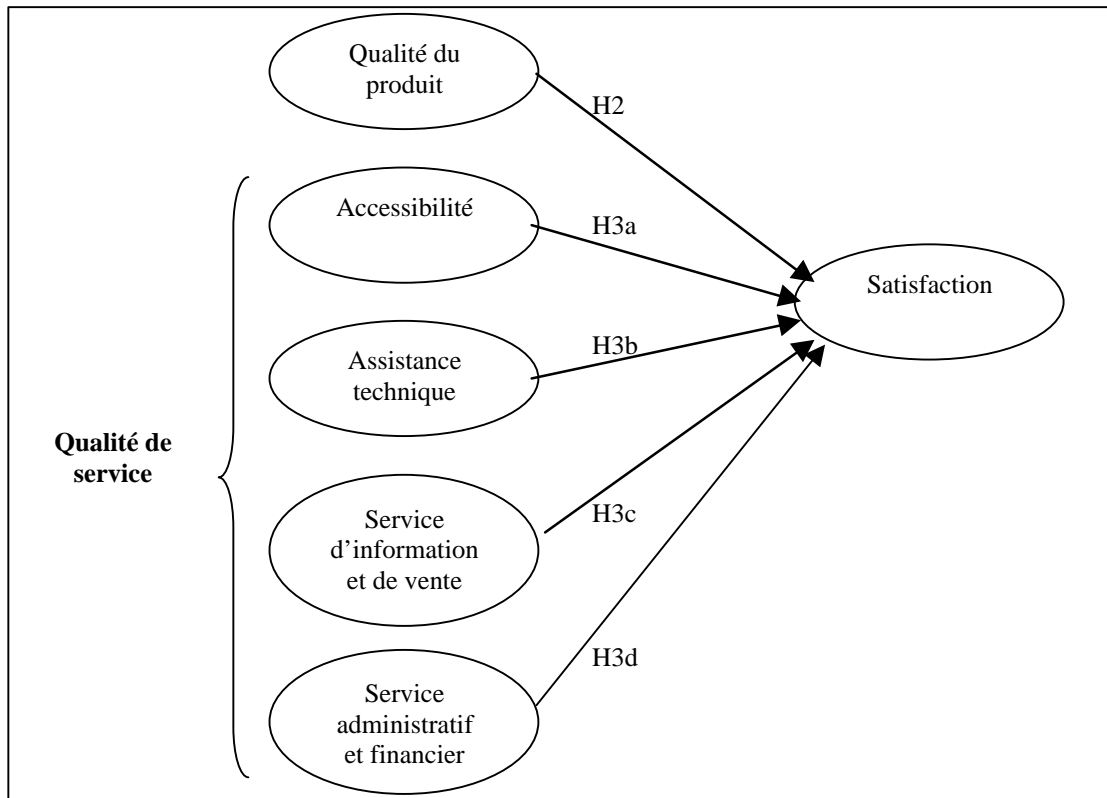 Qualité du
produit
H2
Accessibilité
H3a
Satisfaction
Assistance
technique
H3b
Qualité de
service
Service
d’information
et de vente
H3c
Service
administratif
et financier
H3d